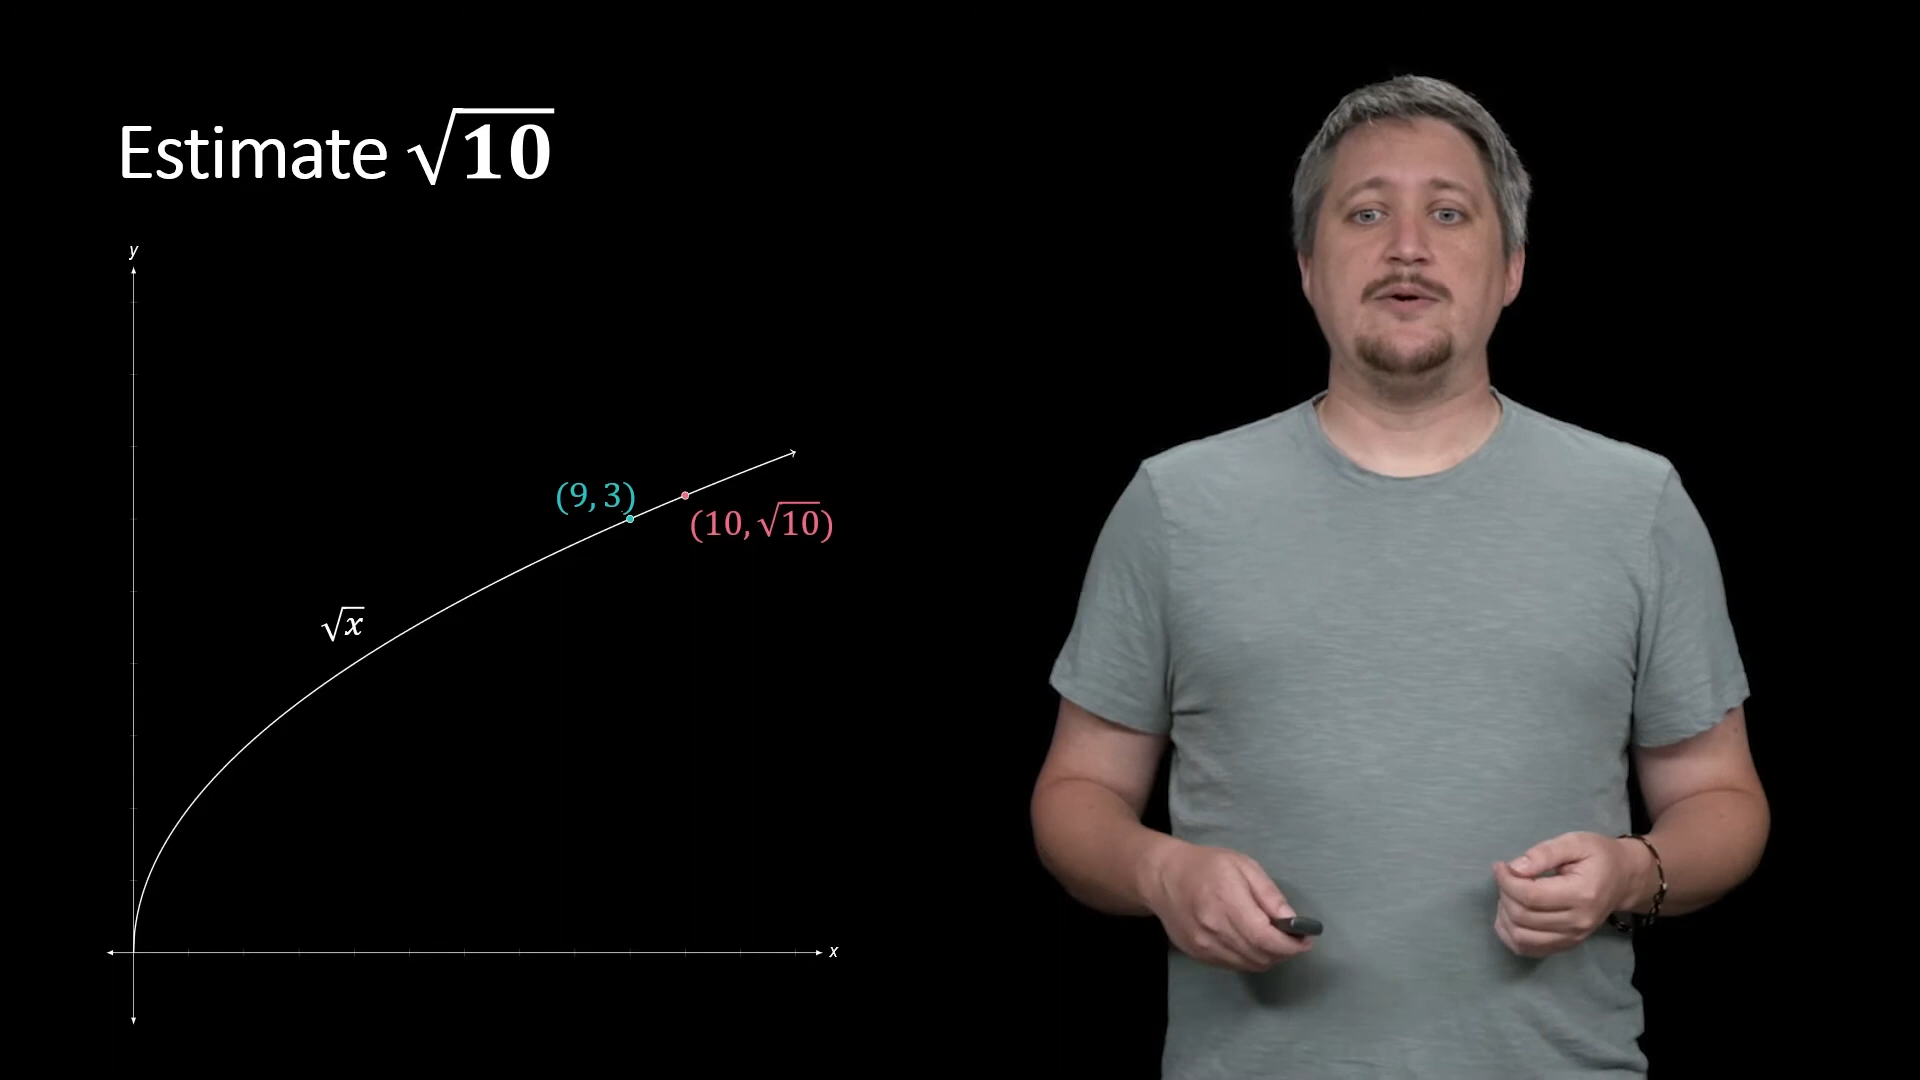 Estimate √10
y
(9, 3)
(10, √10)
√x
x